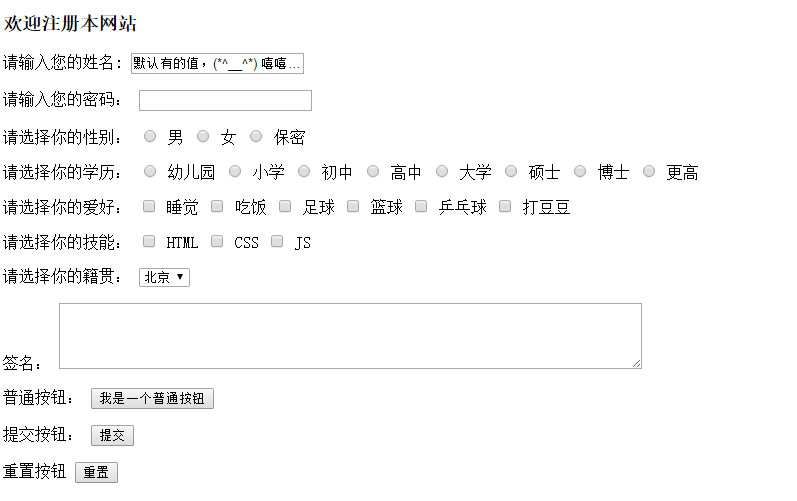 欢迎注册本网站
请输入您的姓名: 默认有的值，(*^__^*) 嘻嘻…
请输入您的密码：
请选择你的性别： 男 女 保密
请选择你的学历： 幼儿园 小学 初中 高中 大学 硕士 博士 更高
请选择你的爱好： 睡觉 吃饭 足球 篮球 乒乓球 打豆豆
请选择你的技能： HTML CSS JS
请选择你的籍贯： 北京
签名：
普通按钮： 我是一个普通按钮
提交按钮： 提交
重置按钮 重置